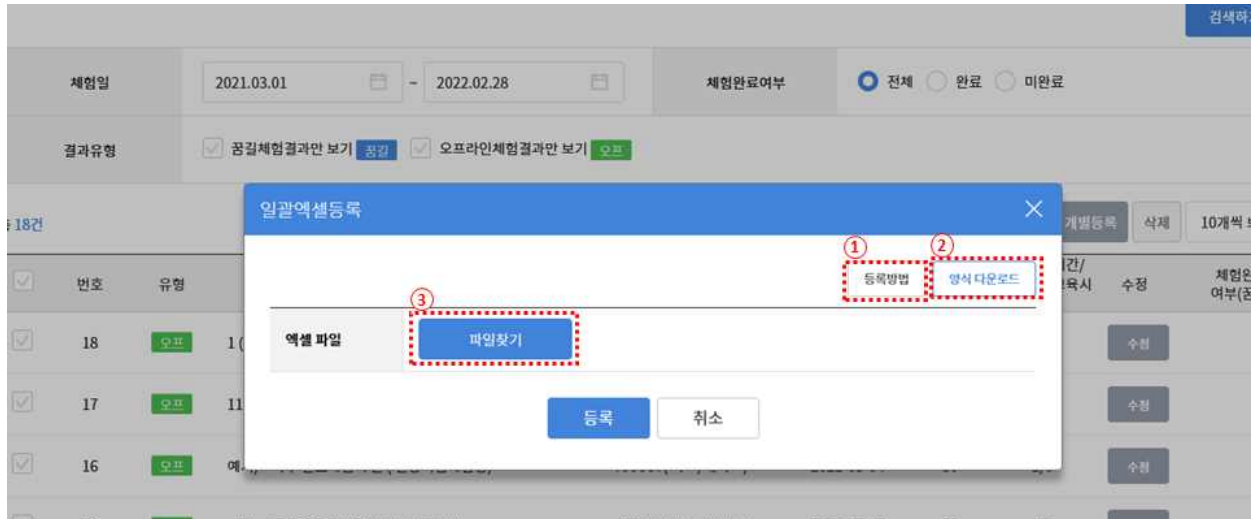 검색하
체험일 2021.03.01 ~ 2022.02.28 체험완료여부 전체 완료 미완료
결과유형 꿈길체험결과만 보기 꿈길 오프라인체험결과만 보기 오프
18건 개별등록 삭제 10개씩
일괄엑셀등록
① ②
등록방법 양식 다운로드
번호 유형 수정 체험완
여부(꿈
③
엑셀 파일 파일찾기
18 오프 1 ( 수정
등록 취소
17 오프 11 수정
16 오프 수정